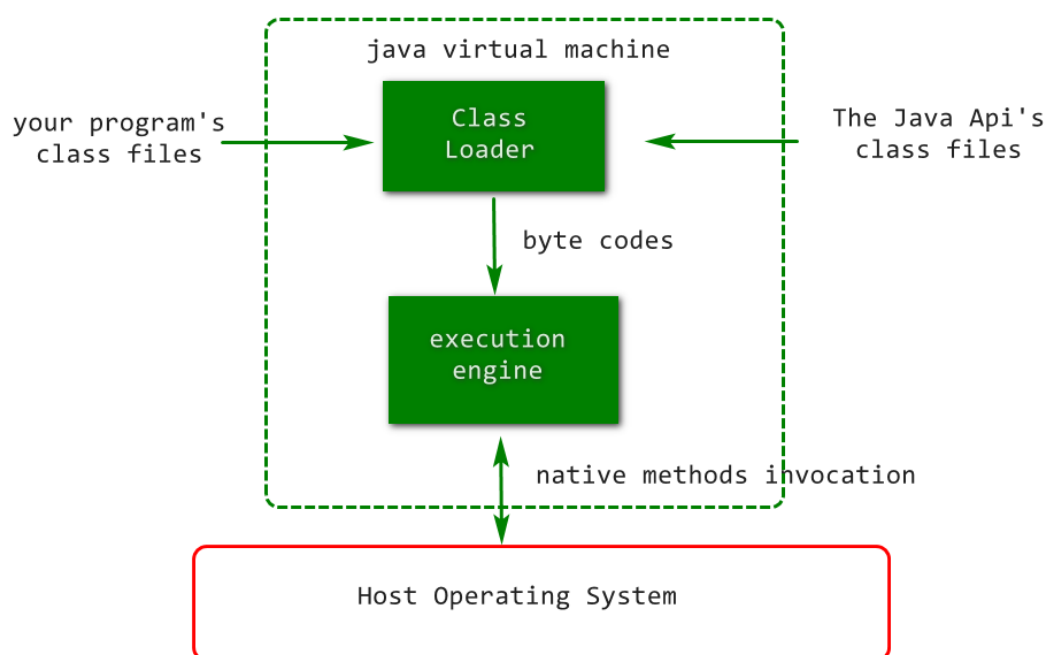 java virtual machine
Class
Loader
your program's
class files
The Java Api's
class files
byte codes
execution
engine
native methods invocation
Host Operating System